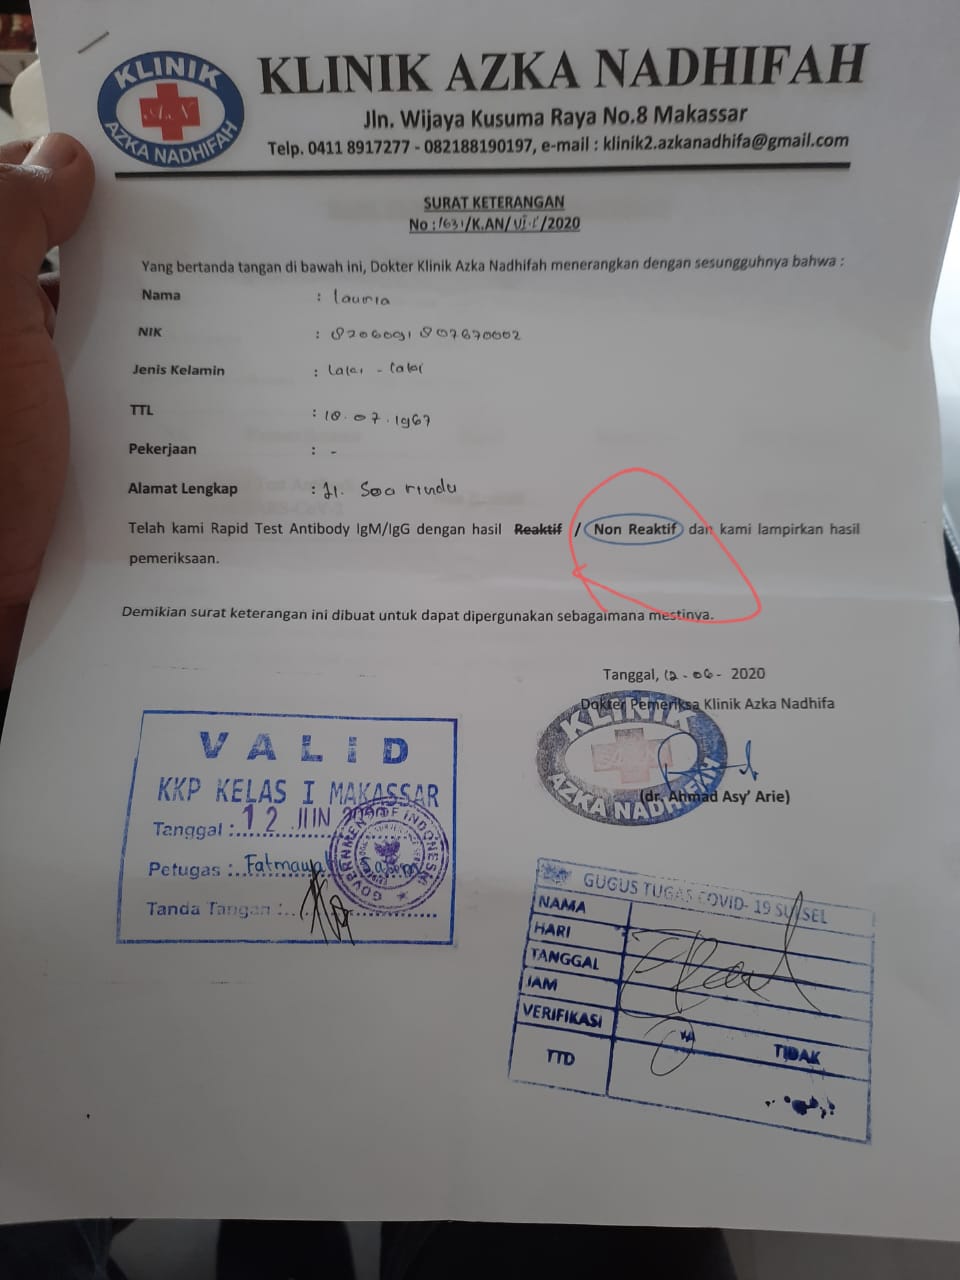 KLINIK
A.N
AZKA NADHIFAH
KLINIK AZKA NADHIFAH
Jln. Wijaya Kusuma Raya No.8 Makassar
Telp. 0411 8917277 - 082188190197, e-mail : klinik2.azkanadhifa@gmail.com
SURAT KETERANGAN
No : 1631/K.AN/VI-C/2020
Yang bertanda tangan di bawah ini, Dokter Klinik Azka Nadhifah menerangkan dengan sesungguhnya bahwa :
Nama : Launia
NIK :
Jenis Kelamin : Laki - Laki
TTL : 18.07.1967
Pekerjaan : -
Alamat Lengkap : Jl. Soa rindu
Telah kami Rapid Test Antibody IgM/IgG dengan hasil Reaktif / Non Reaktif dan kami lampirkan hasil
pemeriksaan.
Demikian surat keterangan ini dibuat untuk dapat dipergunakan sebagaimana mestinya.
Tanggal, 12 - 06 - 2020
Dokter Pemeriksa Klinik Azka Nadhifa
KLINIK
AZKA NADHIFAH
(dr. Ahmad Asy' Arie)
VALID
KKP KELAS I MAKASSAR
Tanggal : 12 JUN 2020
Petugas : Fatmawati
Tanda Tangan :
GOVERNMENT OF INDONESIA
GUGUS TUGAS COVID- 19 SULSEL
NAMA
HARI
TANGGAL
JAM
VERIFIKASI YA TIDAK
TTD